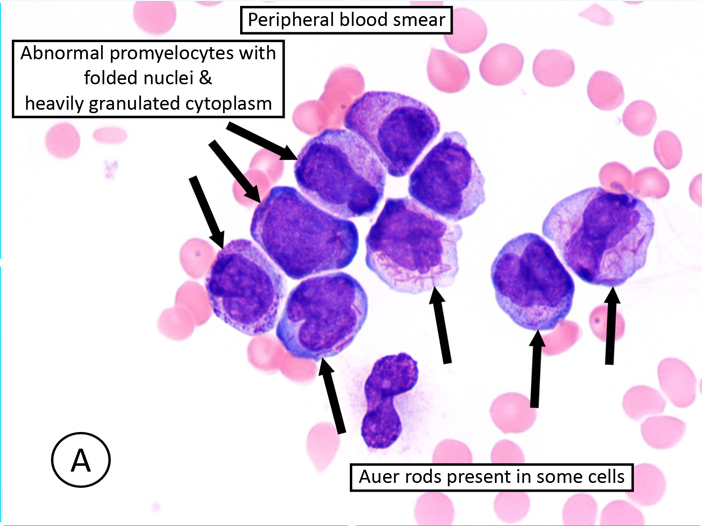 Peripheral blood smear
Abnormal promyelocytes with
folded nuclei &
heavily granulated cytoplasm
A
Auer rods present in some cells